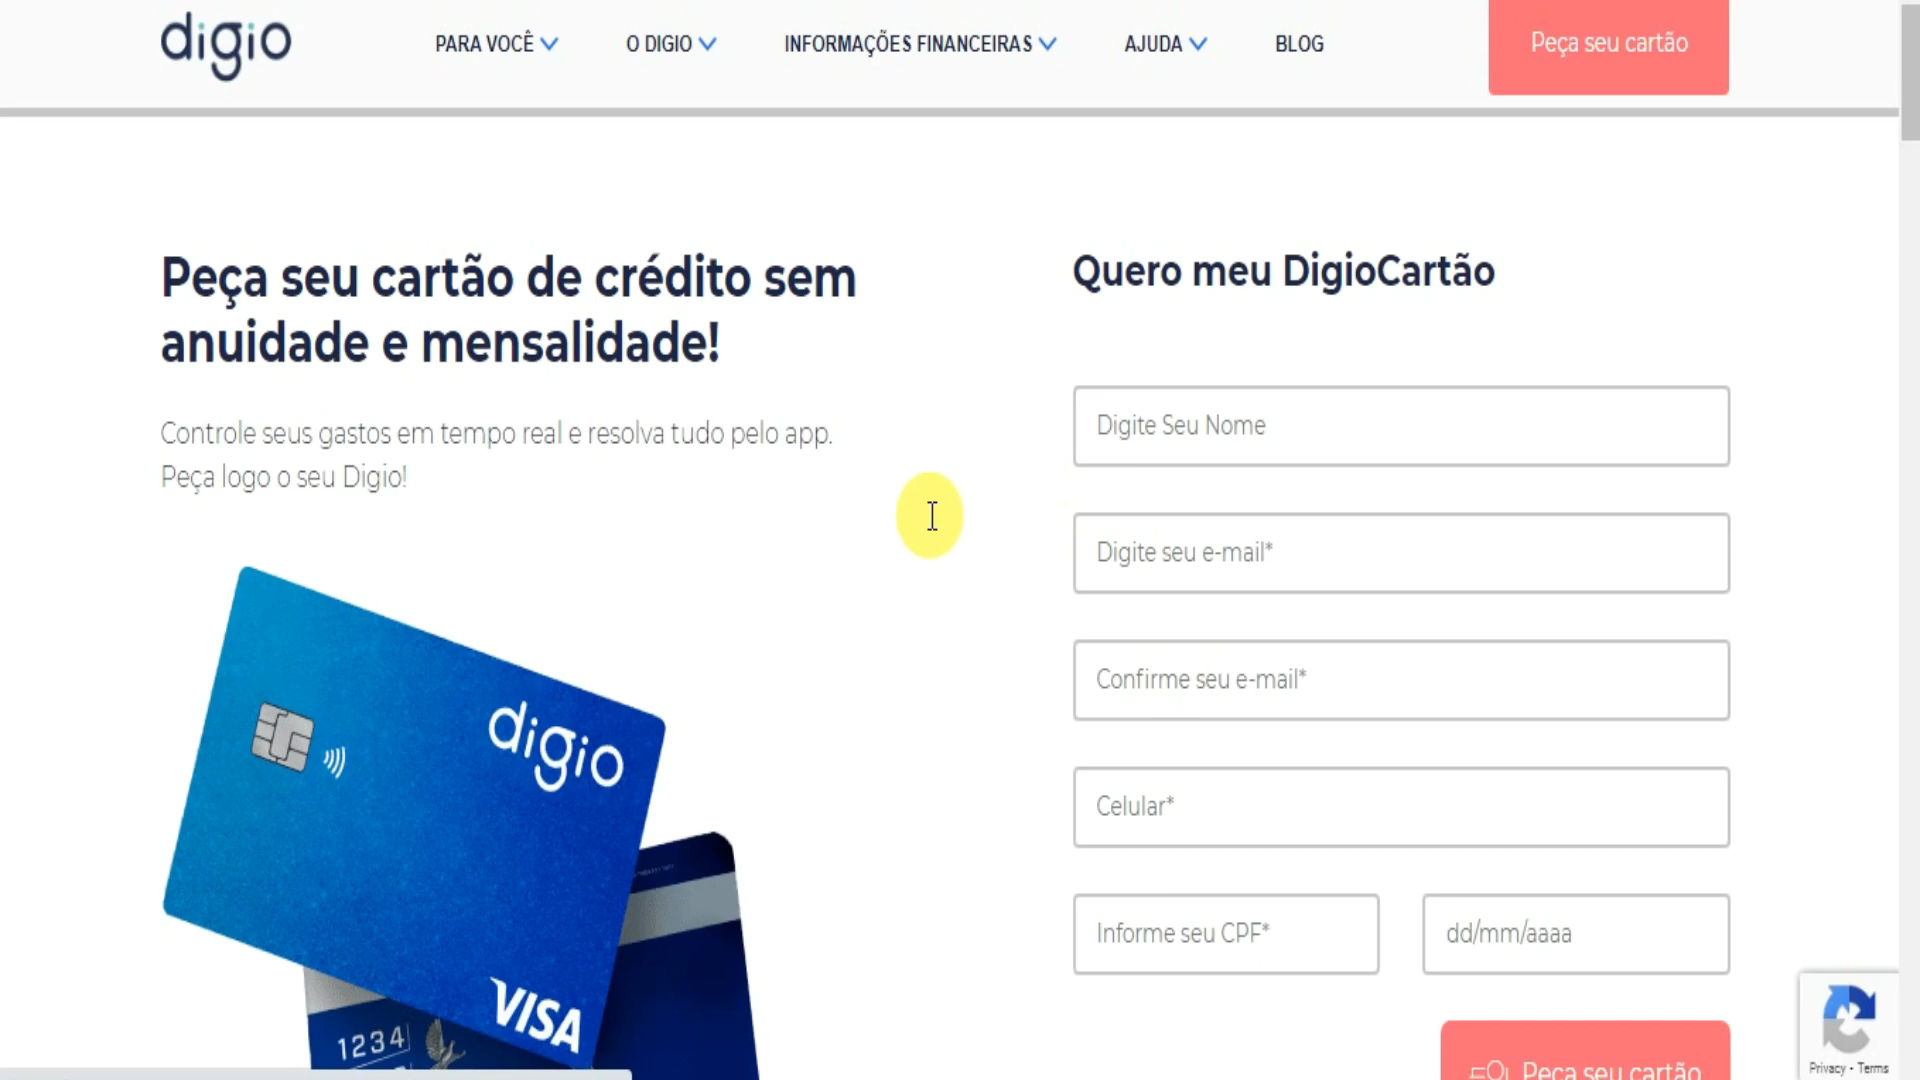 digio
PARA VOCÊ
O DIGIO
INFORMAÇÕES FINANCEIRAS
AJUDA
BLOG
Peça seu cartão
Peça seu cartão de crédito sem
anuidade e mensalidade!
Controle seus gastos em tempo real e resolva tudo pelo app.
Peça logo o seu Digio!
digio
VISA
1234
Quero meu DigioCartão
Digite Seu Nome
Digite seu e-mail*
Confirme seu e-mail*
Celular*
Informe seu CPF*
dd/mm/aaaa
Peça seu cartão
Privacy - Terms